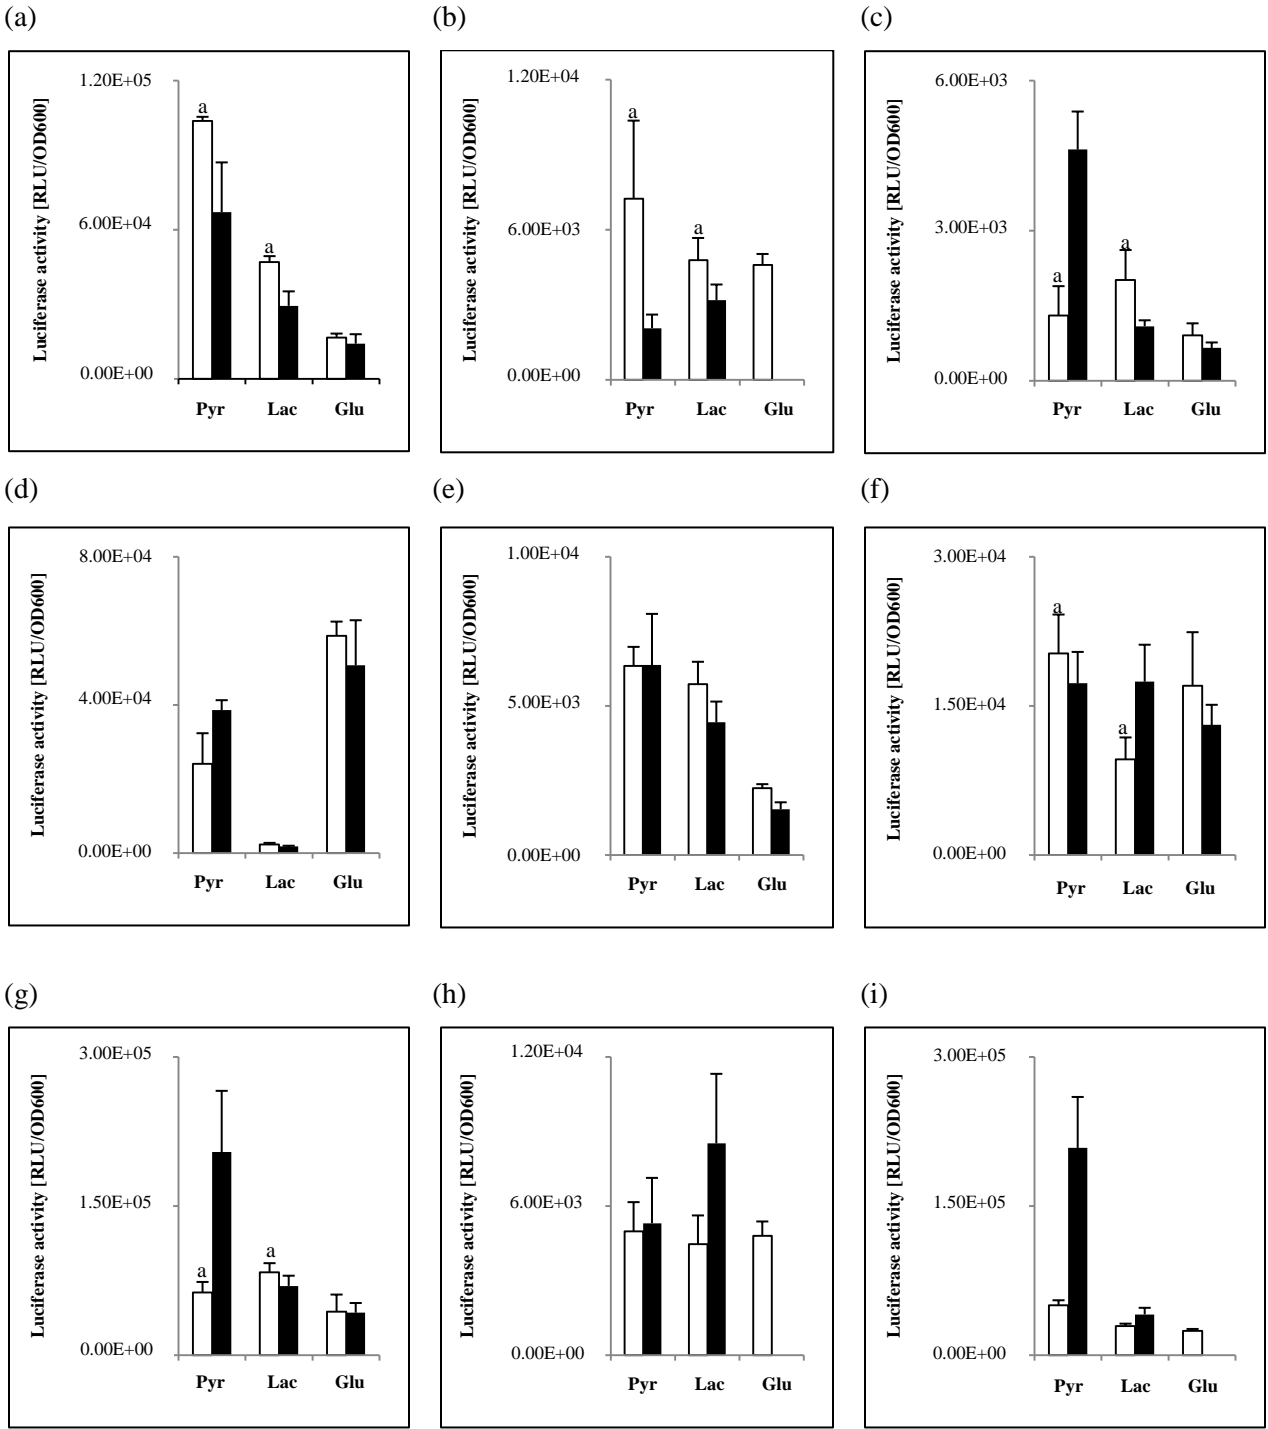 (a)
1.20E+05
6.00E+04
0.00E+00
Luciferase activity [RLU/OD600]
a
a
Pyr Lac Glu
(b)
1.20E+04
6.00E+03
0.00E+00
Luciferase activity [RLU/OD600]
a
a
Pyr Lac Glu
(c)
6.00E+03
3.00E+03
0.00E+00
Luciferase activity [RLU/OD600]
a
a
Pyr Lac Glu
(d)
8.00E+04
4.00E+04
0.00E+00
Luciferase activity [RLU/OD600]
Pyr Lac Glu
(e)
1.00E+04
5.00E+03
0.00E+00
Luciferase activity [RLU/OD600]
Pyr Lac Glu
(f)
3.00E+04
1.50E+04
0.00E+00
Luciferase activity [RLU/OD600]
a
a
Pyr Lac Glu
(g)
3.00E+05
1.50E+05
0.00E+00
Luciferase activity [RLU/OD600]
a
a
Pyr Lac Glu
(h)
1.20E+04
6.00E+03
0.00E+00
Luciferase activity [RLU/OD600]
Pyr Lac Glu
(i)
3.00E+05
1.50E+05
0.00E+00
Luciferase activity [RLU/OD600]
Pyr Lac Glu